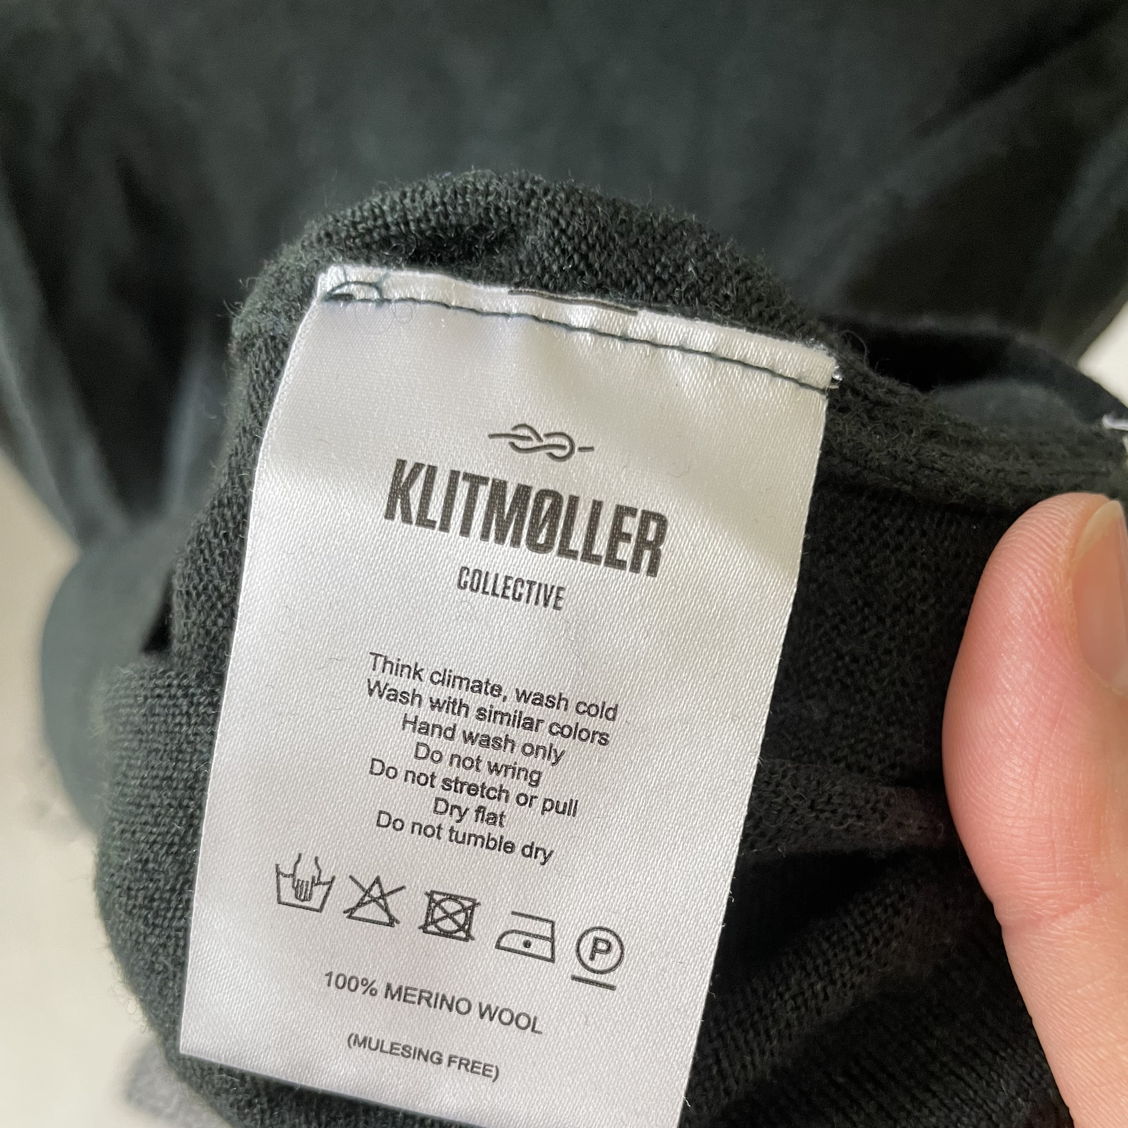 KLITMØLLER
COLLECTIVE
Think climate, wash cold
Wash with similar colors
Hand wash only
Do not wring
Do not stretch or pull
Dry flat
Do not tumble dry
P
100% MERINO WOOL
(MULESING FREE)